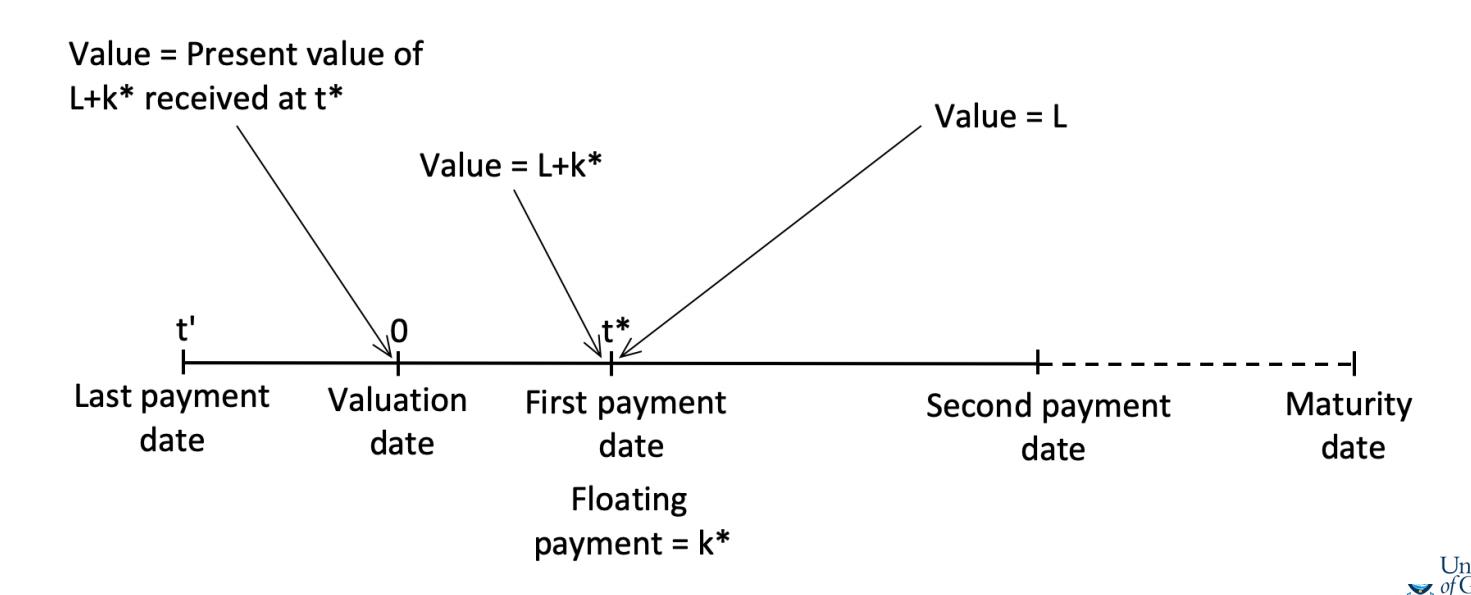 Value = Present value of
L+k* received at t*
Value = L+k*
Value = L
t'
0
t*
Last payment
date
Valuation
date
First payment
date
Second payment
date
Maturity
date
Floating
payment = k*
Un
of G